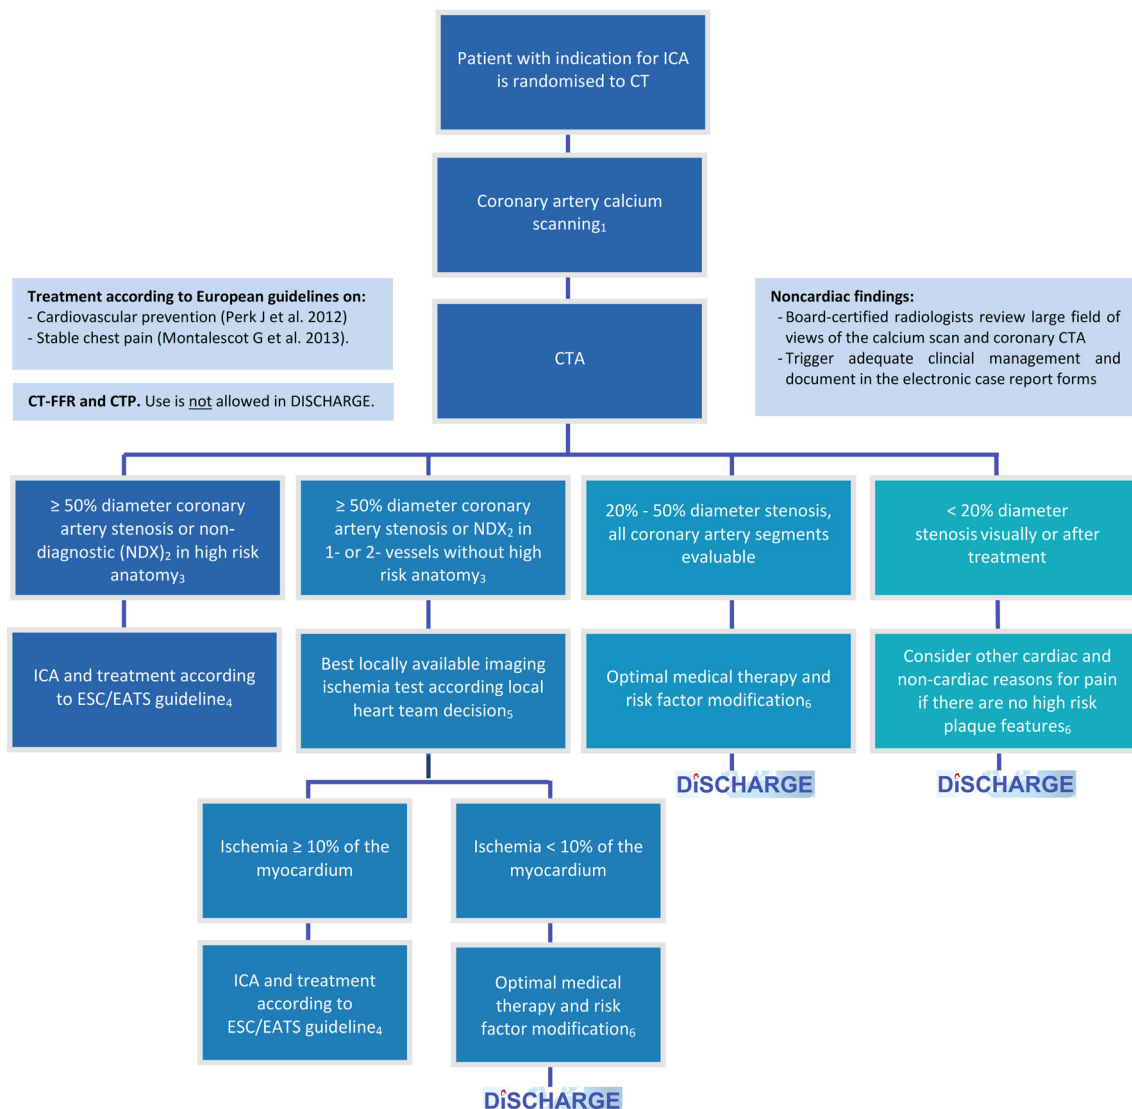 Patient with indication for ICA
is randomised to CT
Coronary artery calcium
scanning₁
Treatment according to European guidelines on:
- Cardiovascular prevention (Perk J et al. 2012)
- Stable chest pain (Montalescot G et al. 2013).
CT-FFR and CTP. Use is not allowed in DISCHARGE.
CTA
Noncardiac findings:
- Board-certified radiologists review large field of
views of the calcium scan and coronary CTA
- Trigger adequate clincial management and
document in the electronic case report forms
≥ 50% diameter coronary
artery stenosis or non-
diagnostic (NDX)₂ in high risk
anatomy₃
≥ 50% diameter coronary
artery stenosis or NDX₂ in
1- or 2- vessels without high
risk anatomy₃
20% - 50% diameter stenosis,
all coronary artery segments
evaluable
< 20% diameter
stenosis visually or after
treatment
ICA and treatment according
to ESC/EATS guideline₄
Best locally available imaging
ischemia test according local
heart team decision₅
Optimal medical therapy and
risk factor modification₆
Consider other cardiac and
non-cardiac reasons for pain
if there are no high risk
plaque features₆
DISCHARGE
DISCHARGE
Ischemia ≥ 10% of the
myocardium
Ischemia < 10% of the
myocardium
ICA and treatment
according to
ESC/EATS guideline₄
Optimal medical
therapy and risk
factor modification₆
DISCHARGE